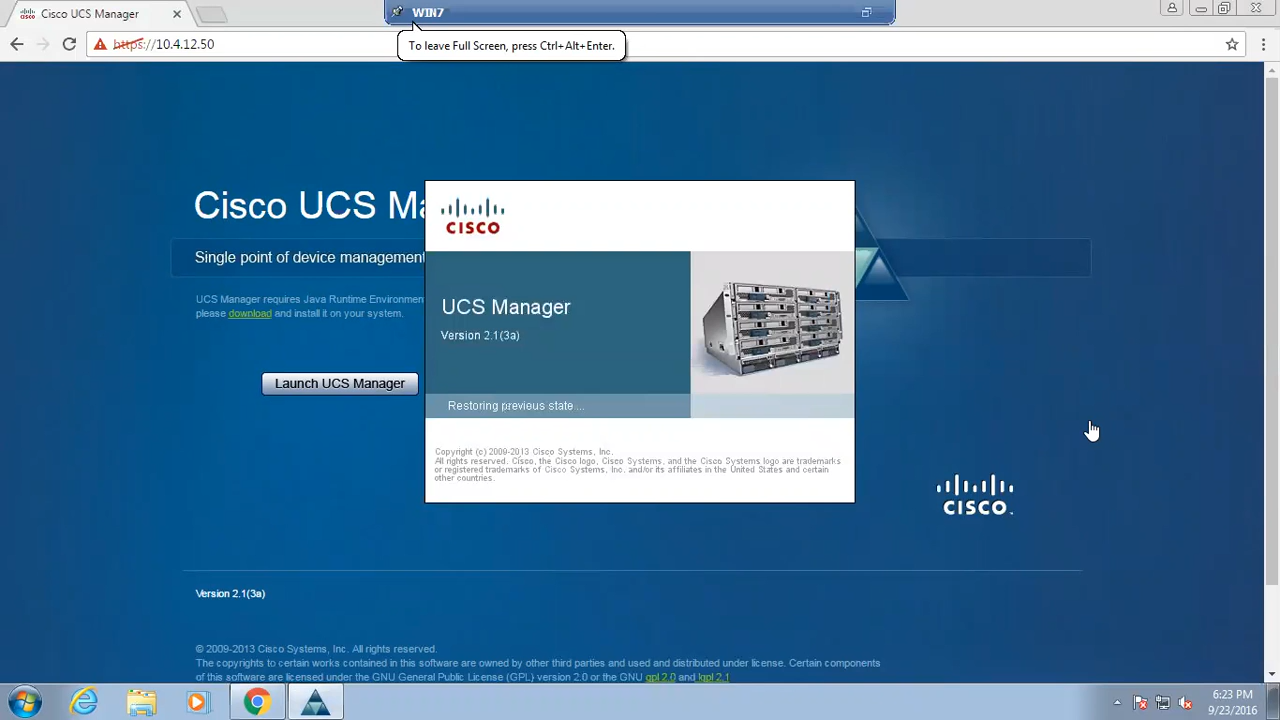 Cisco UCS Manager
WIN7
To leave Full Screen, press Ctrl+Alt+Enter.
https://10.4.12.50
Cisco UCS Ma
Single point of device management
UCS Manager requires Java Runtime Environmen
please download and install it on your system.
Launch UCS Manager
CISCO
UCS Manager
Version 2.1(3a)
Restoring previous state....
Copyright (c) 2009-2013 Cisco Systems, Inc.
All rights reserved. Cisco, the Cisco logo, Cisco Systems, and the Cisco Systems logo are trademarks
or registered trademarks of Cisco Systems, Inc. and/or its affiliates in the United States and certain
other countries.
CISCO.
Version 2.1(3a)
© 2009-2013 Cisco Systems, Inc. All rights reserved.
The copyrights to certain works contained in this software are owned by other third parties and used and distributed under license. Certain components
of this software are licensed under the GNU General Public License (GPL) version 2.0 or the GNU gpl 2.0 and lgpl 2.1
6:23 PM
9/23/2016